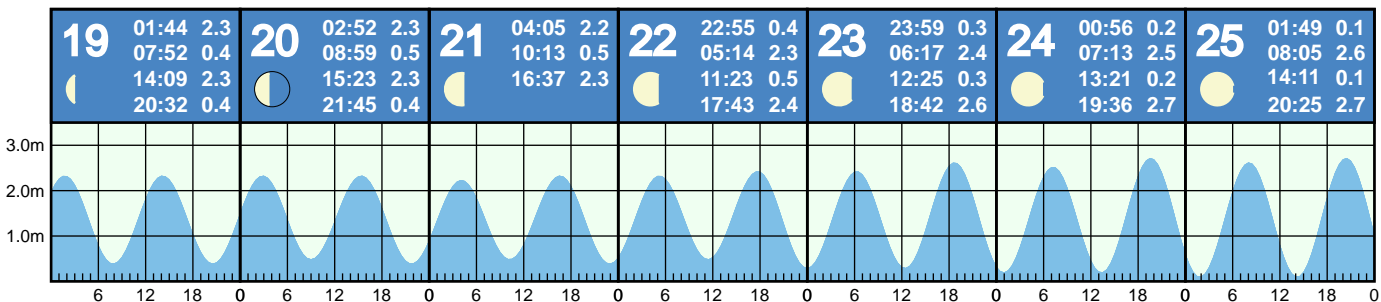 19 01:44 2.3 20 02:52 2.3 21 04:05 2.2 22 22:55 0.4 23 23:59 0.3 24 00:56 0.2 25 01:49 0.1
07:52 0.4 08:59 0.5 10:13 0.5 05:14 2.3 06:17 2.4 07:13 2.5 08:05 2.6
14:09 2.3 15:23 2.3 16:37 2.3 11:23 0.5 12:25 0.3 13:21 0.2 14:11 0.1
20:32 0.4 21:45 0.4 17:43 2.4 18:42 2.6 19:36 2.7 20:25 2.7
3.0m
2.0m
1.0m
6 12 18 0 6 12 18 0 6 12 18 0 6 12 18 0 6 12 18 0 6 12 18 0 6 12 18 0